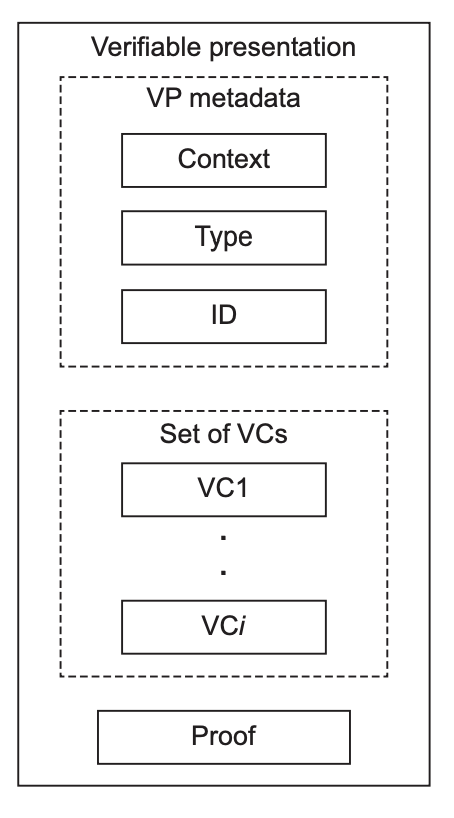 Verifiable presentation
VP metadata
Context
Type
ID
Set of VCs
VC1
.
.
VCi
Proof